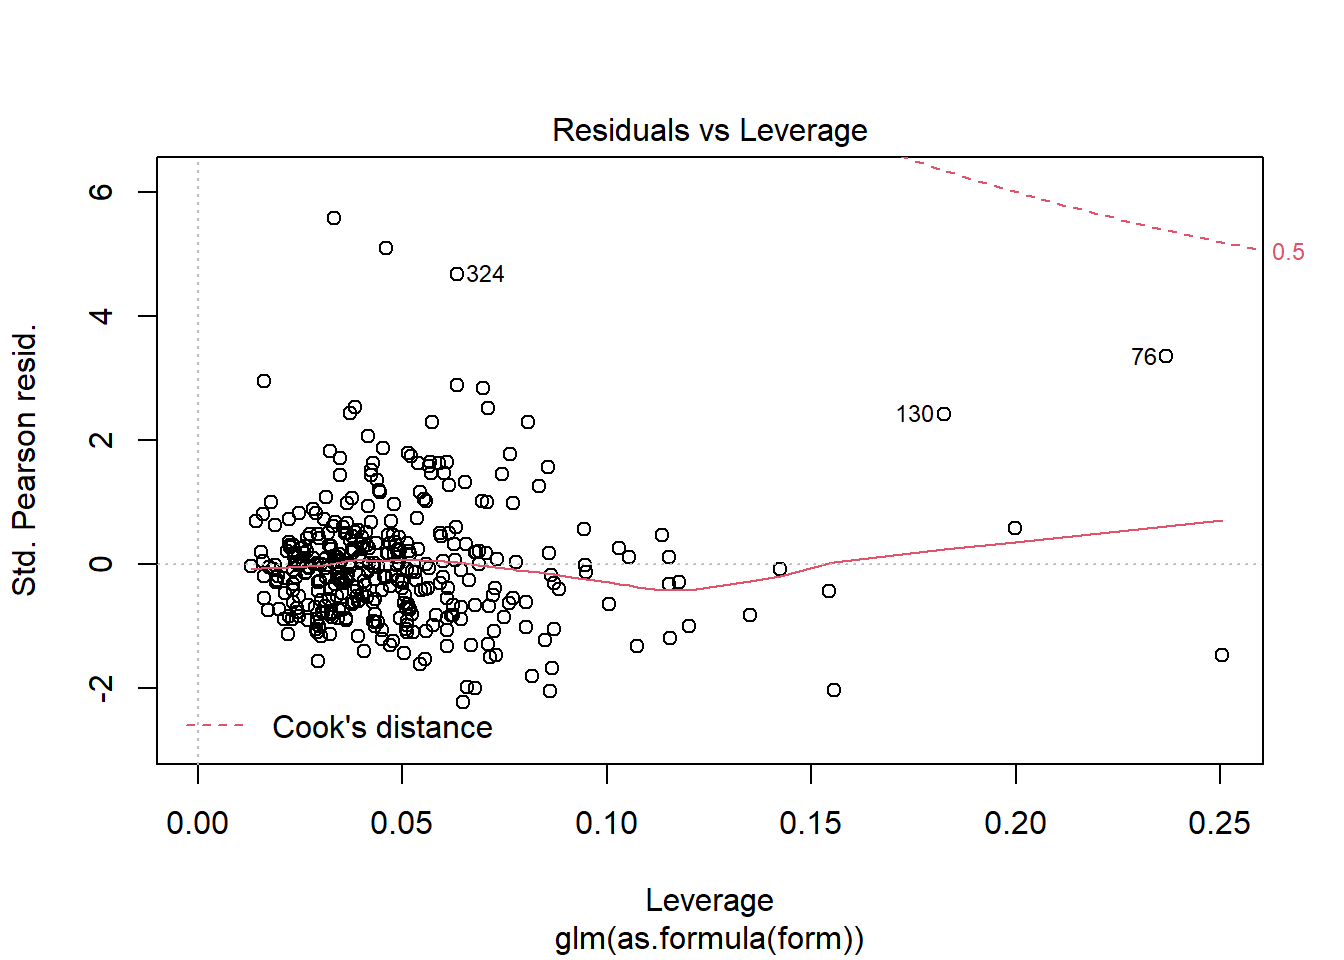 Residuals vs Leverage
Std. Pearson resid.
6
4
2
0
-2
324
76
130
0.5
Cook's distance
0.00 0.05 0.10 0.15 0.20 0.25
Leverage
glm(as.formula(form))